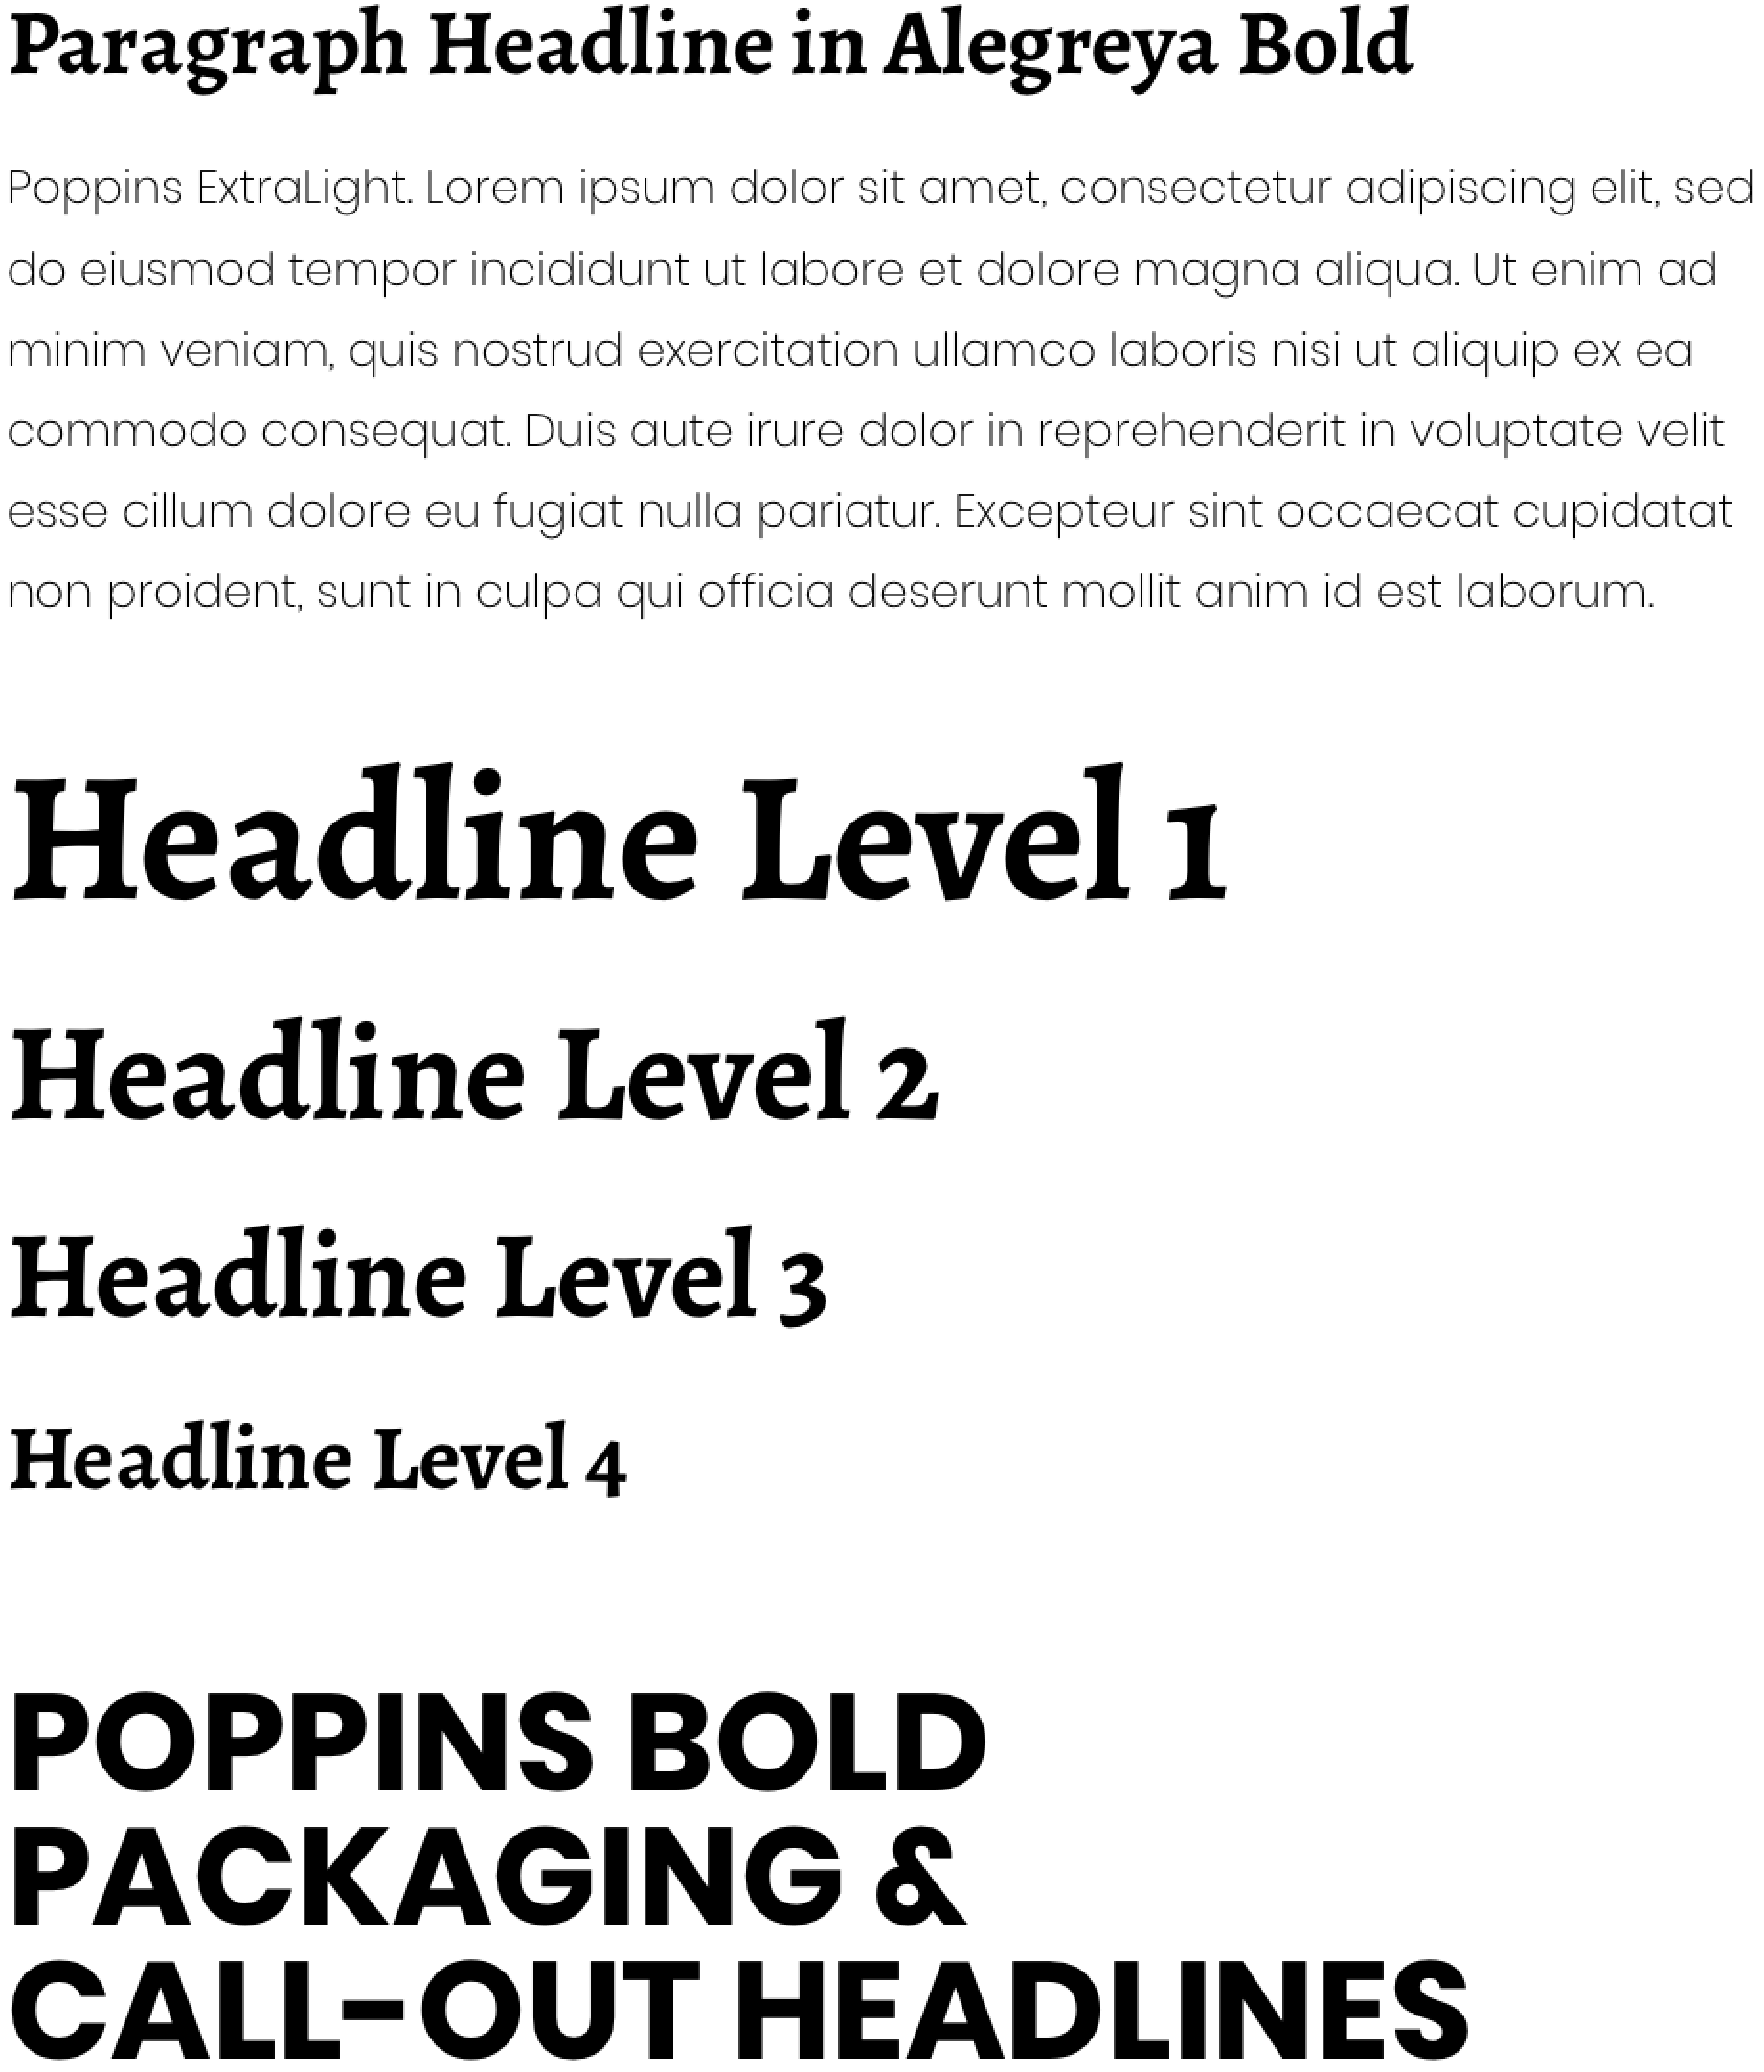 Paragraph Headline in Alegreya Bold
Poppins ExtraLight. Lorem ipsum dolor sit amet, consectetur adipiscing elit, sed
do eiusmod tempor incididunt ut labore et dolore magna aliqua. Ut enim ad
minim veniam, quis nostrud exercitation ullamco laboris nisi ut aliquip ex ea
commodo consequat. Duis aute irure dolor in reprehenderit in voluptate velit
esse cillum dolore eu fugiat nulla pariatur. Excepteur sint occaecat cupidatat
non proident, sunt in culpa qui officia deserunt mollit anim id est laborum.
Headline Level 1
Headline Level 2
Headline Level 3
Headline Level 4
POPPINS BOLD
PACKAGING &
CALL-OUT HEADLINES